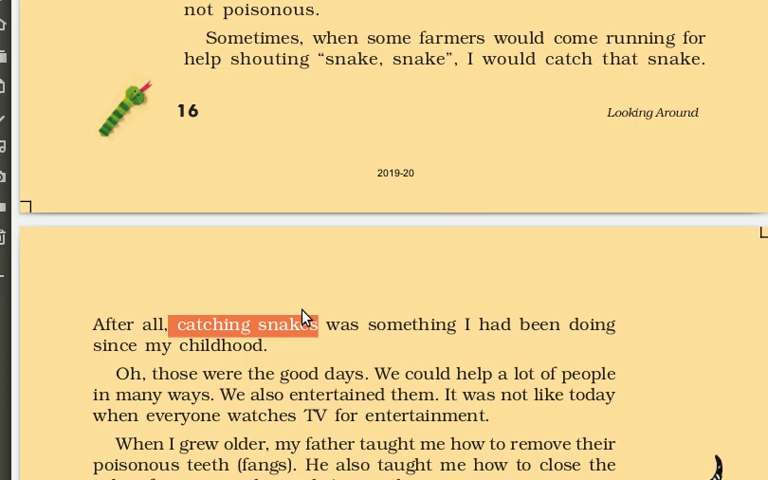 not poisonous.
Sometimes, when some farmers would come running for
help shouting “snake, snake”, I would catch that snake.
16
Looking Around
2019-20
After all, catching snakes was something I had been doing
since my childhood.
Oh, those were the good days. We could help a lot of people
in many ways. We also entertained them. It was not like today
when everyone watches TV for entertainment.
When I grew older, my father taught me how to remove their
poisonous teeth (fangs). He also taught me how to close the